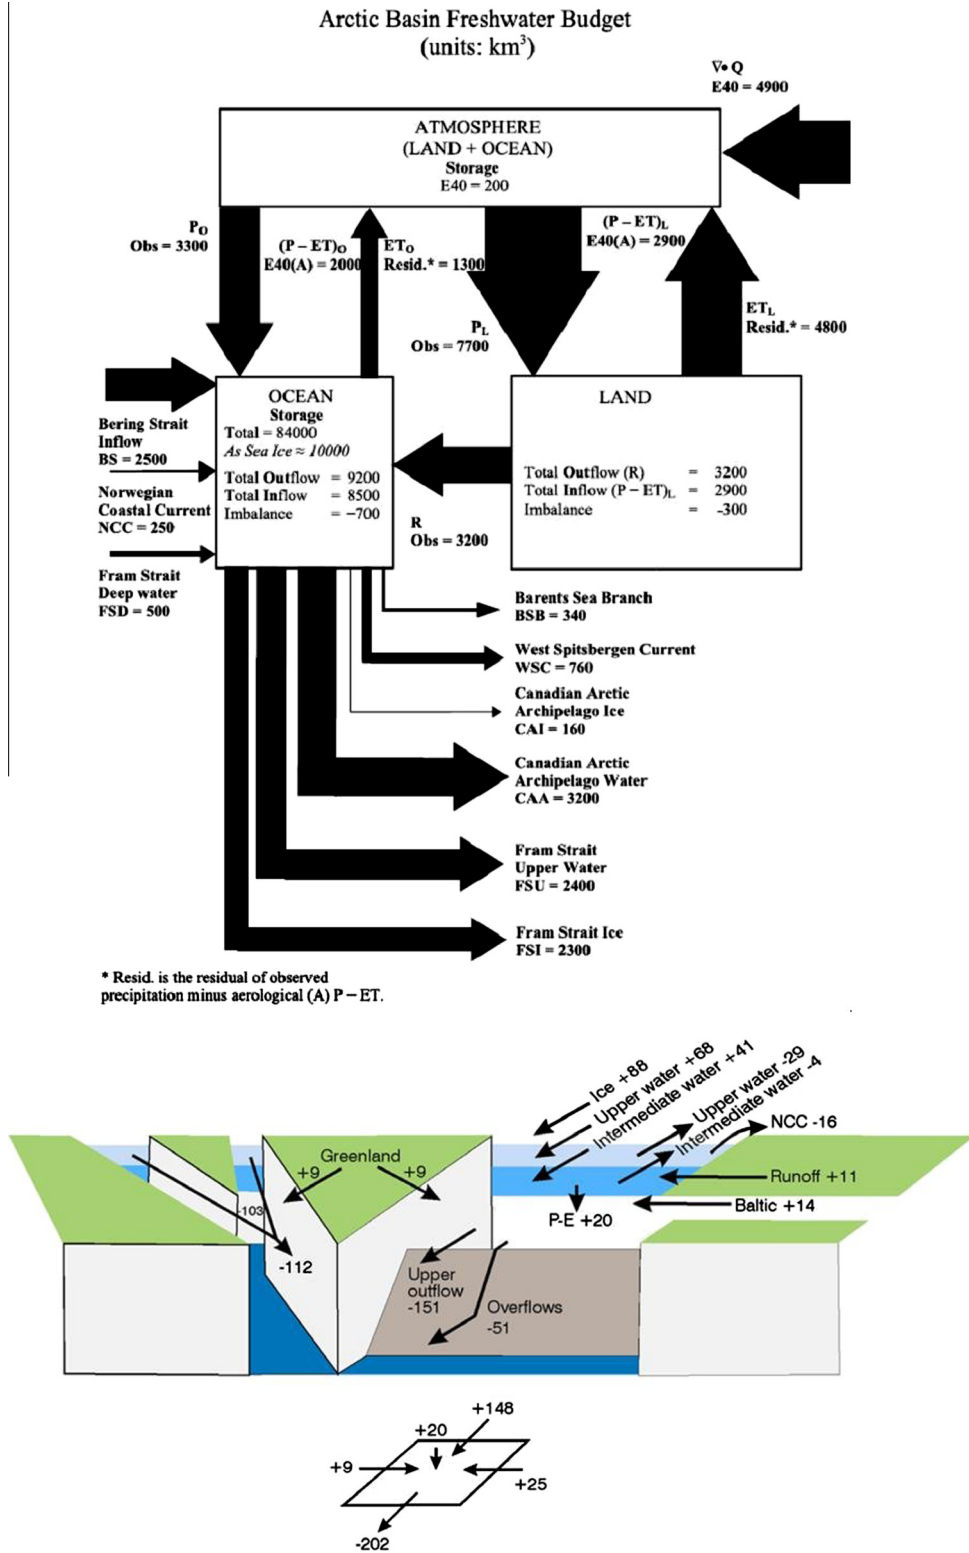 Arctic Basin Freshwater Budget
(units: km³)
∇• Q
E40 = 4900
ATMOSPHERE
(LAND + OCEAN)
Storage
E40 = 200
P_O
Obs = 3300
(P – ET)_O
E40(A) = 2000
ET_O
Resid.* = 1300
(P – ET)_L
E40(A) = 2900
P_L
Obs = 7700
ET_L
Resid.* = 4800
Bering Strait
Inflow
BS = 2500
Norwegian
Coastal Current
NCC = 250
Fram Strait
Deep water
FSD = 500
OCEAN
Storage
Total = 84000
As Sea Ice ≈ 10000
Total Outflow = 9200
Total Inflow = 8500
Imbalance = –700
R
Obs = 3200
LAND
Total Outflow (R) = 3200
Total Inflow (P – ET)_L = 2900
Imbalance = -300
Barents Sea Branch
BSB = 340
West Spitsbergen Current
WSC = 760
Canadian Arctic
Archipelago Ice
CAI = 160
Canadian Arctic
Archipelago Water
CAA = 3200
Fram Strait
Upper Water
FSU = 2400
Fram Strait Ice
FSI = 2300
* Resid. is the residual of observed
precipitation minus aerological (A) P – ET.
Ice +88
Upper water +68
Intermediate water +41
Upper water -29
Intermediate water -4
NCC -16
Runoff +11
Baltic +14
P-E +20
Greenland
+9
+9
-103
-112
Upper
outflow
-151
Overflows
-51
+148
+20
+9
+25
-202